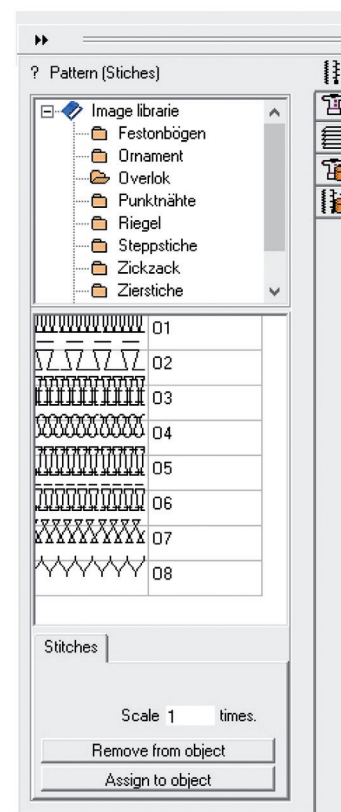 ? Pattern (Stiches)
Image librarie
Festonbögen
Ornament
Overlok
Punktnähte
Riegel
Steppstiche
Zickzack
Zierstiche
01
02
03
04
05
06
07
08
Stitches
Scale 1 times.
Remove from object
Assign to object